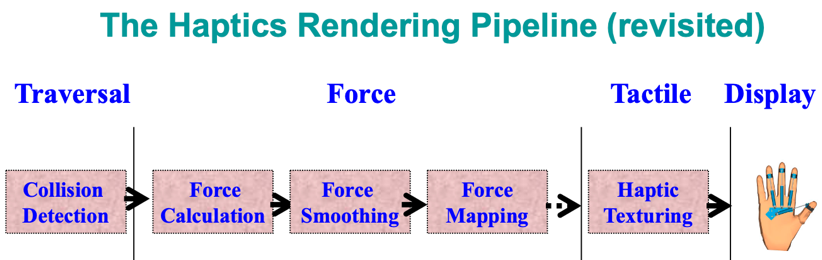 The Haptics Rendering Pipeline (revisited)
Traversal Force Tactile Display
Collision Detection
Force Calculation
Force Smoothing
Force Mapping
Haptic Texturing